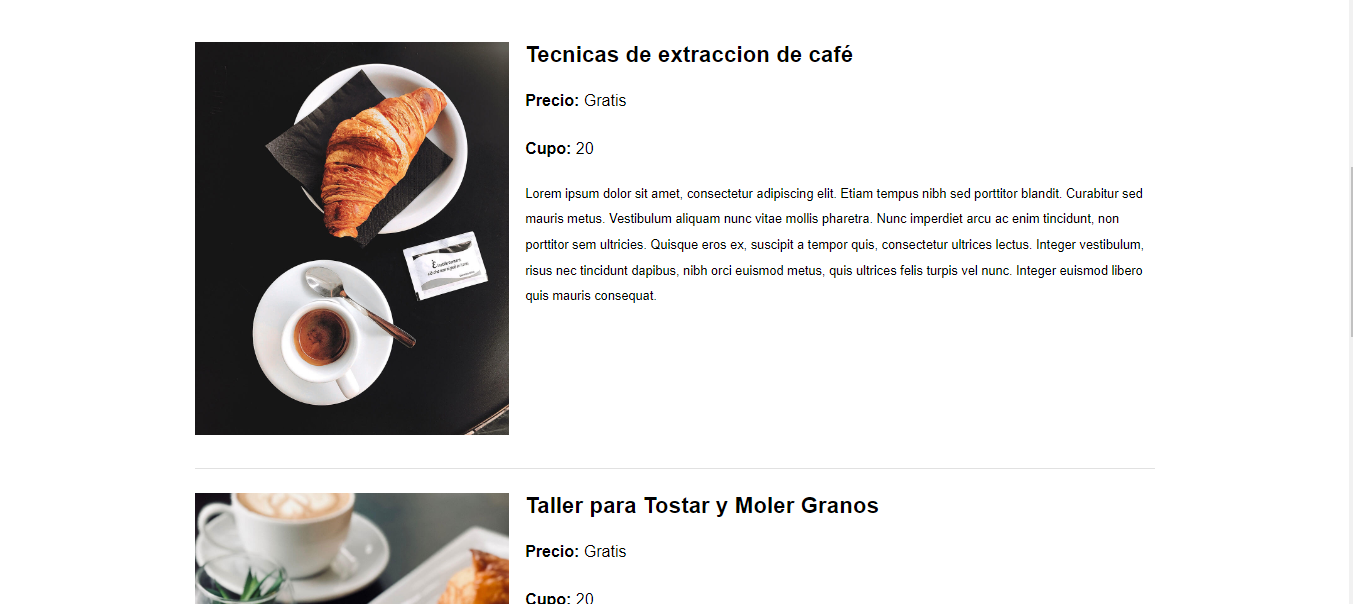 Tecnicas de extraccion de café
Precio: Gratis
Cupo: 20
Lorem ipsum dolor sit amet, consectetur adipiscing elit. Etiam tempus nibh sed porttitor blandit. Curabitur sed
mauris metus. Vestibulum aliquam nunc vitae mollis pharetra. Nunc imperdiet arcu ac enim tincidunt, non
porttitor sem ultricies. Quisque eros ex, suscipit a tempor quis, consectetur ultrices lectus. Integer vestibulum,
risus nec tincidunt dapibus, nibh orci euismod metus, quis ultrices felis turpis vel nunc. Integer euismod libero
quis mauris consequat.
Taller para Tostar y Moler Granos
Precio: Gratis
Cupo: 20